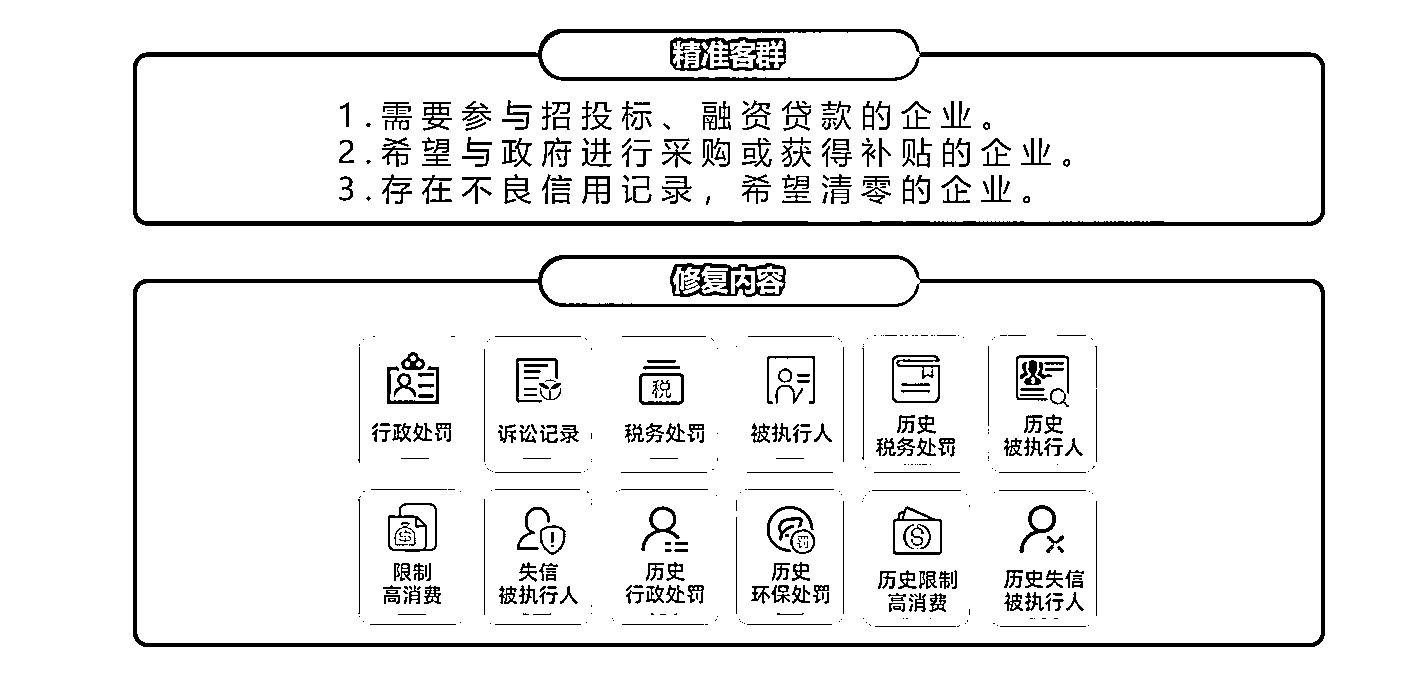 精准客群
1.需要参与招投标、融资贷款的企业。
2.希望与政府进行采购或获得补贴的企业。
3.存在不良信用记录，希望清零的企业。
修复内容
行政处罚
诉讼记录
税
税务处罚
被执行人
历史
税务处罚
历史
被执行人
限制
高消费
失信
被执行人
历史
行政处罚
罚
历史
环保处罚
历史限制
高消费
历史失信
被执行人